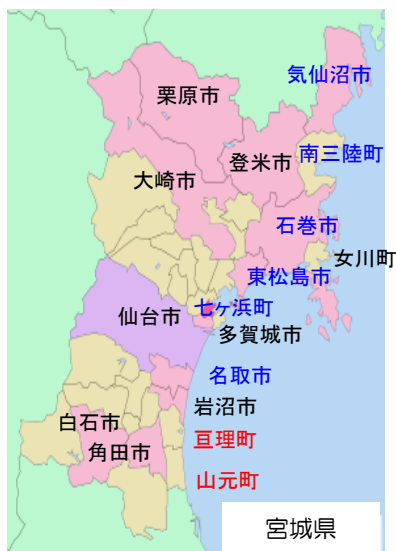 気仙沼市
栗原市
南三陸町
登米市
大崎市
石巻市
女川町
東松島市
七ヶ浜町
仙台市
多賀城市
名取市
岩沼市
白石市
亘理町
角田市
山元町
宮城県